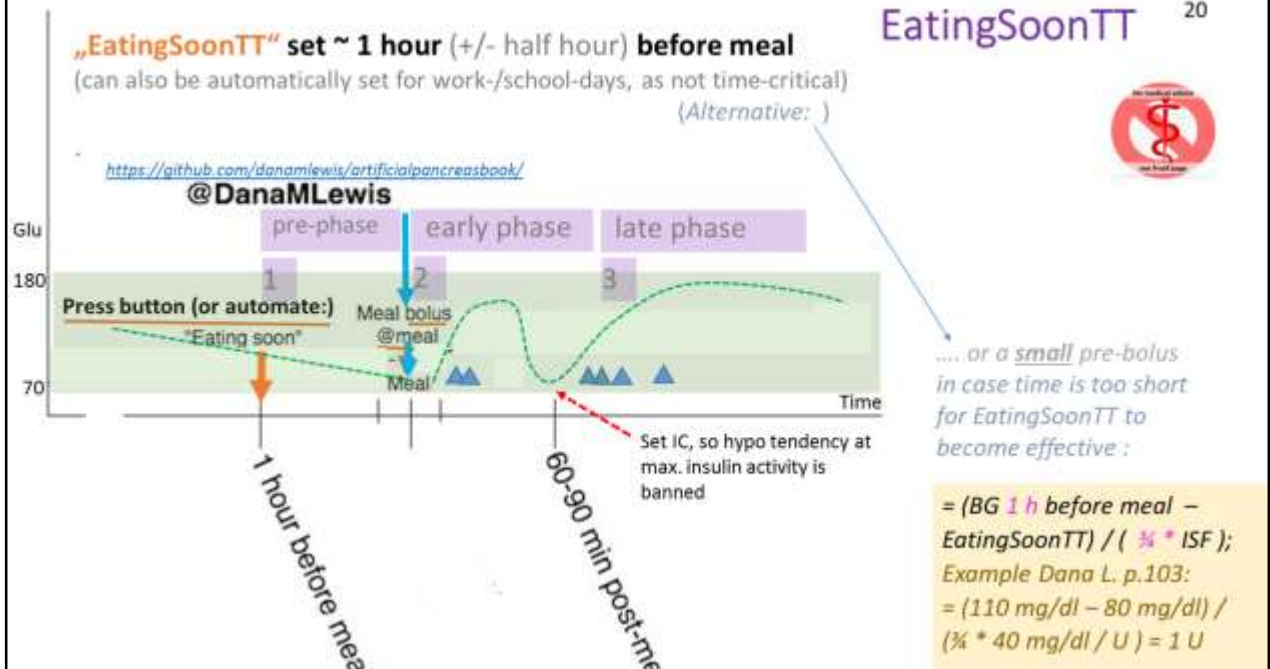 EatingSoonTT
20
„EatingSoonTT“ set ~ 1 hour (+/- half hour) before meal
(can also be automatically set for work-/school-days, as not time-critical)
(Alternative: )
https://github.com/danamlewis/artificialpancreasbook/
@DanaMLewis
Glu
pre-phase
early phase
late phase
1
2
3
180
Press button (or automate:)
"Eating soon"
Meal bolus
@meal
Meal
70
Time
Set IC, so hypo tendency at
max. insulin activity is
banned
1 hour before mea
60-90 min post-me
.... or a small pre-bolus
in case time is too short
for EatingSoonTT to
become effective :
= (BG 1 h before meal –
EatingSoonTT) / ( ¾ * ISF );
Example Dana L. p.103:
= (110 mg/dl – 80 mg/dl) /
(¾ * 40 mg/dl / U ) = 1 U